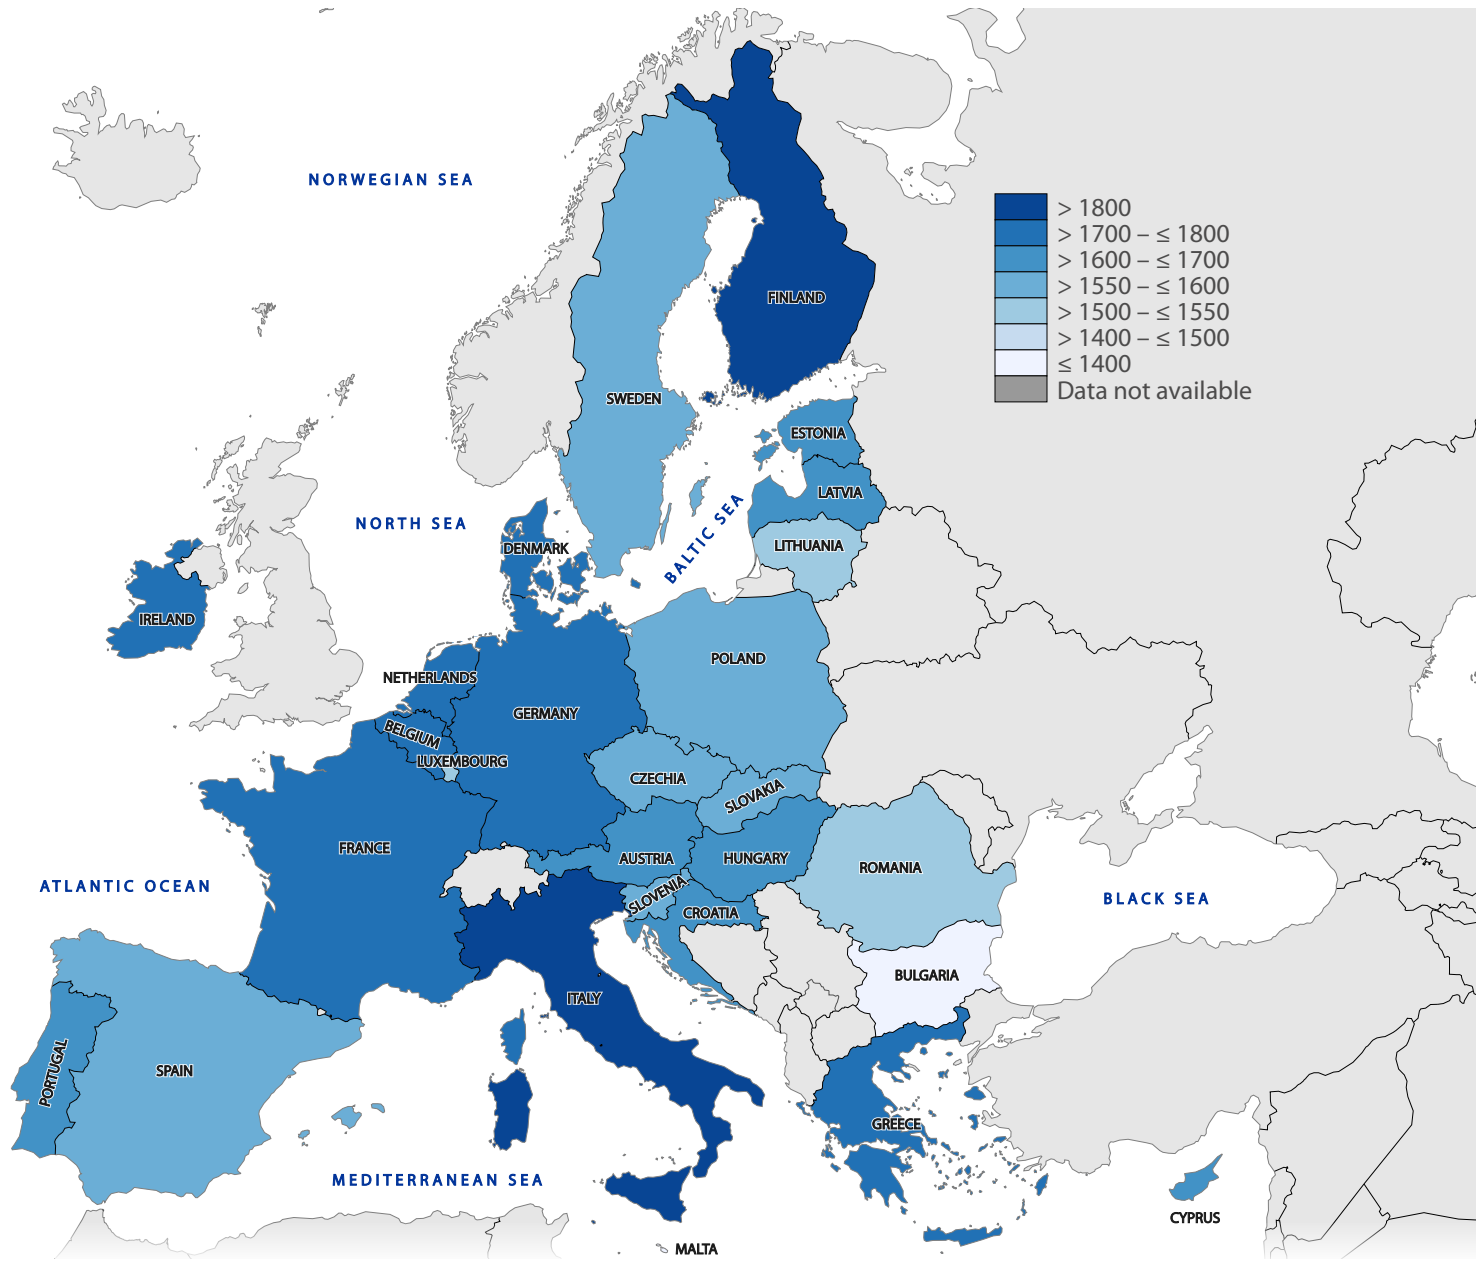 NORWEGIAN SEA
> 1800
> 1700 – ≤ 1800
> 1600 – ≤ 1700
> 1550 – ≤ 1600
> 1500 – ≤ 1550
> 1400 – ≤ 1500
≤ 1400
Data not available
FINLAND
SWEDEN
ESTONIA
LATVIA
NORTH SEA
BALTIC SEA
DENMARK
LITHUANIA
IRELAND
POLAND
NETHERLANDS
GERMANY
BELGIUM
LUXEMBOURG
CZECHIA
SLOVAKIA
FRANCE
AUSTRIA
HUNGARY
ROMANIA
ATLANTIC OCEAN
SLOVENIA
CROATIA
BLACK SEA
BULGARIA
ITALY
PORTUGAL
SPAIN
GREECE
MEDITERRANEAN SEA
CYPRUS
MALTA